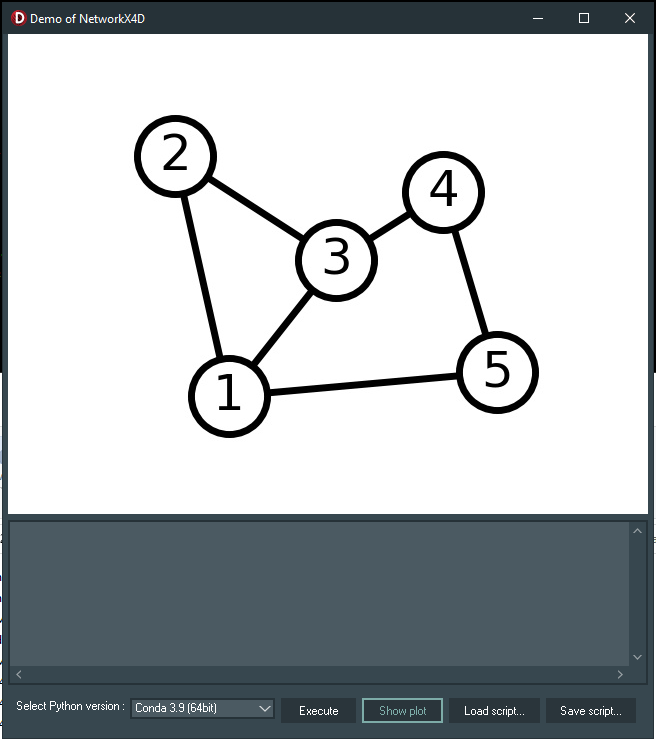 Demo of NetworkX4D
2
4
3
5
1
Select Python version :
Conda 3.9 (64bit)
Execute
Show plot
Load script...
Save script...